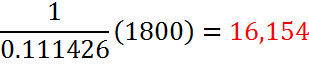 1/0.111426 (1800) = 16,154